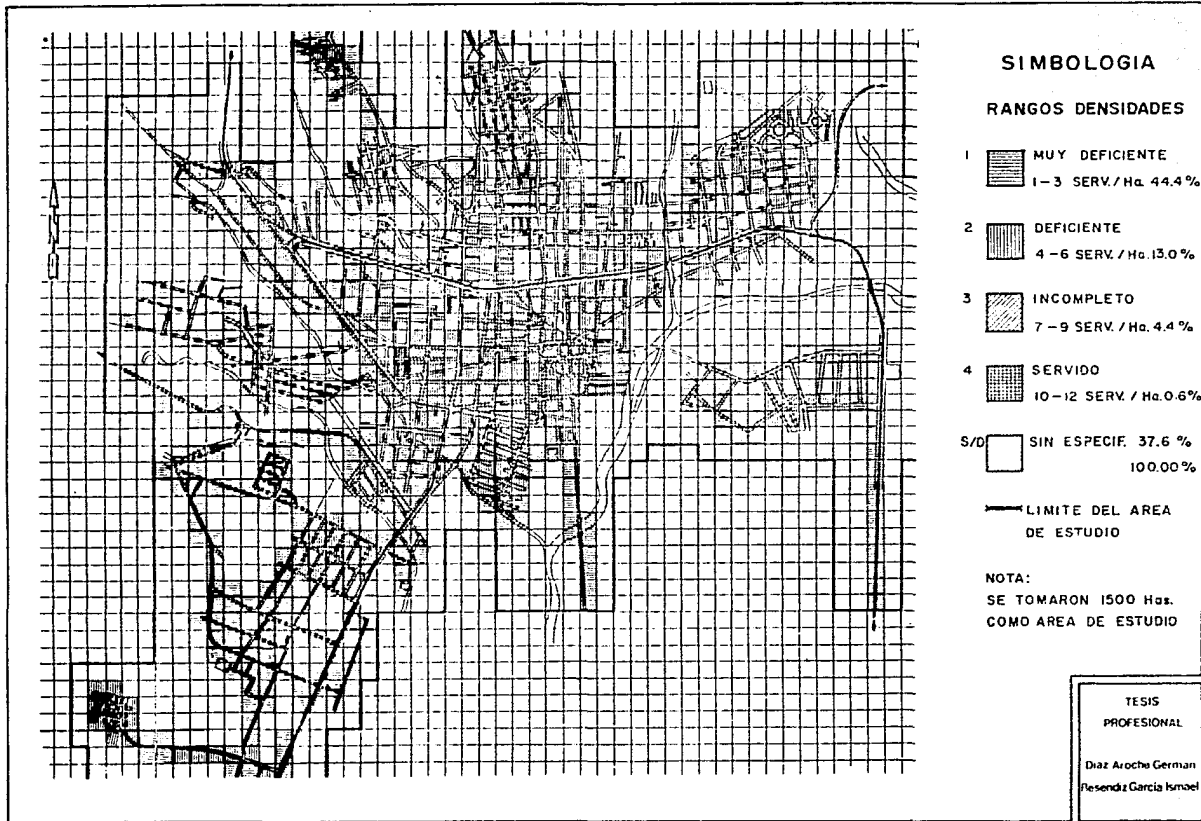 SIMBOLOGIA
RANGOS DENSIDADES
1 MUY DEFICIENTE
1-3 SERV./Ha. 44.4%
2 DEFICIENTE
4-6 SERV./Ha. 13.0%
3 INCOMPLETO
7-9 SERV./Ha. 4.4%
4 SERVIDO
10-12 SERV./Ha. 0.6%
S/D SIN ESPECIF. 37.6 %
100.00%
LIMITE DEL AREA
DE ESTUDIO
NOTA:
SE TOMARON 1500 Has.
COMO AREA DE ESTUDIO
TESIS
PROFESIONAL
Diaz Aroche German
Resendiz Garcia Ismael